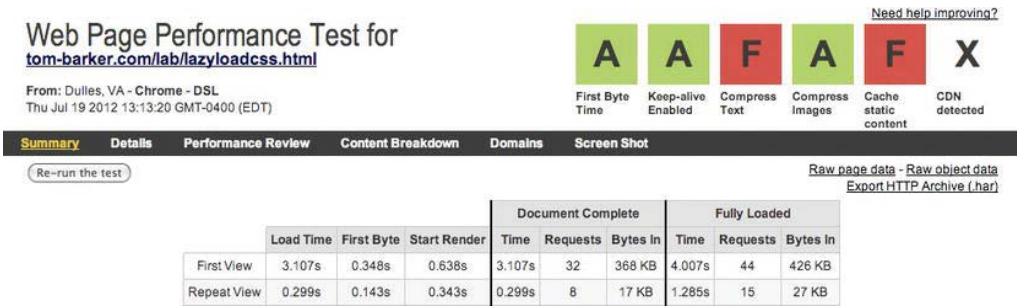 Need help improving?
Web Page Performance Test for
tom-barker.com/lab/lazyloadcss.html
From: Dulles, VA - Chrome - DSL
Thu Jul 19 2012 13:13:20 GMT-0400 (EDT)
A A F A F X
First Byte Time Keep-alive Enabled Compress Text Compress Images Cache static content CDN detected
Summary Details Performance Review Content Breakdown Domains Screen Shot
Re-run the test
Raw page data - Raw object data
Export HTTP Archive (.har)
Document Complete Fully Loaded
Load Time First Byte Start Render Time Requests Bytes In Time Requests Bytes In
First View 3.107s 0.348s 0.638s 3.107s 32 368 KB 4.007s 44 426 KB
Repeat View 0.299s 0.143s 0.343s 0.299s 8 17 KB 1.285s 15 27 KB